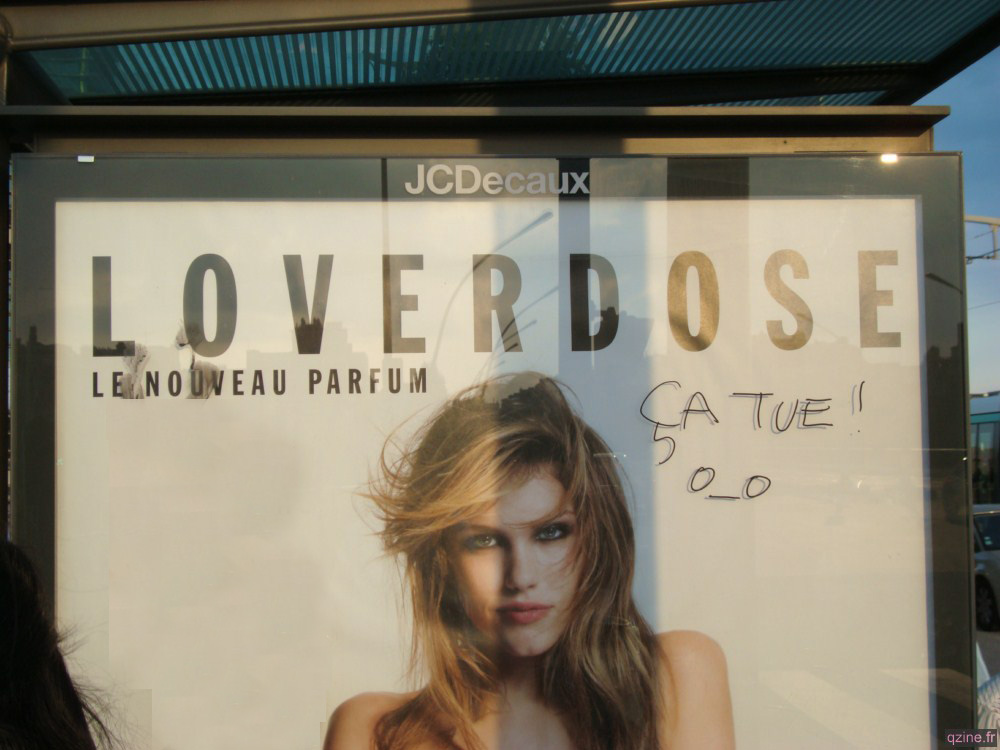 JCDecaux
LOVERDOSE
LE NOUVEAU PARFUM
ÇA TUE !!
O_O
qzine.fr